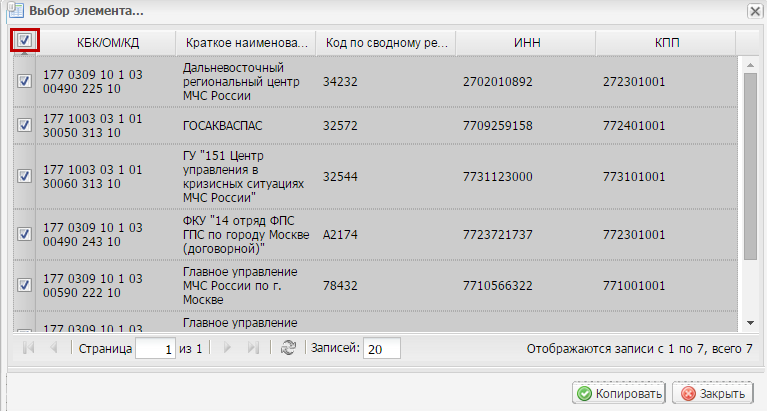 Выбор элемента...
КБК/ОМ/КД Краткое наименова... Код по сводному ре... ИНН КПП
177 0309 10 1 03
00490 225 10
Дальневосточный
региональный центр
МЧС России
34232 2702010892 272301001
177 1003 03 1 01
30050 313 10
ГОСАКВАСПАС 32572 7709259158 772401001
177 1003 03 1 01
30060 313 10
ГУ "151 Центр
управления в
кризисных ситуациях
МЧС России"
32544 7731123000 773101001
177 0309 10 1 03
00490 243 10
ФКУ "14 отряд ФПС
ГПС по городу Москве
(договорной)"
А2174 7723721737 772301001
177 0309 10 1 03
00590 222 10
Главное управление
МЧС России по г.
Москве
78432 7710566322 771001001
177 0309 10 1 03
Главное управление
Страница 1 из 1 Записей: 20 Отображаются записи с 1 по 7, всего 7
Копировать Закрыть